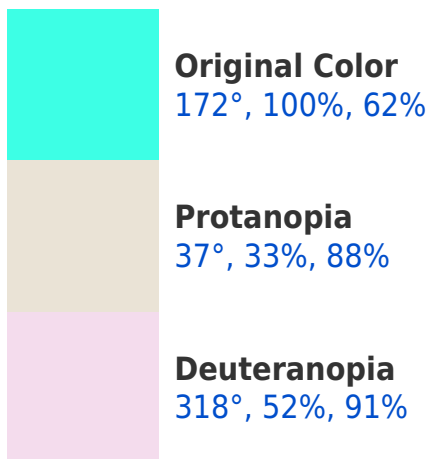 Original Color
172°, 100%, 62%
Protanopia
37°, 33%, 88%
Deuteranopia
318°, 52%, 91%